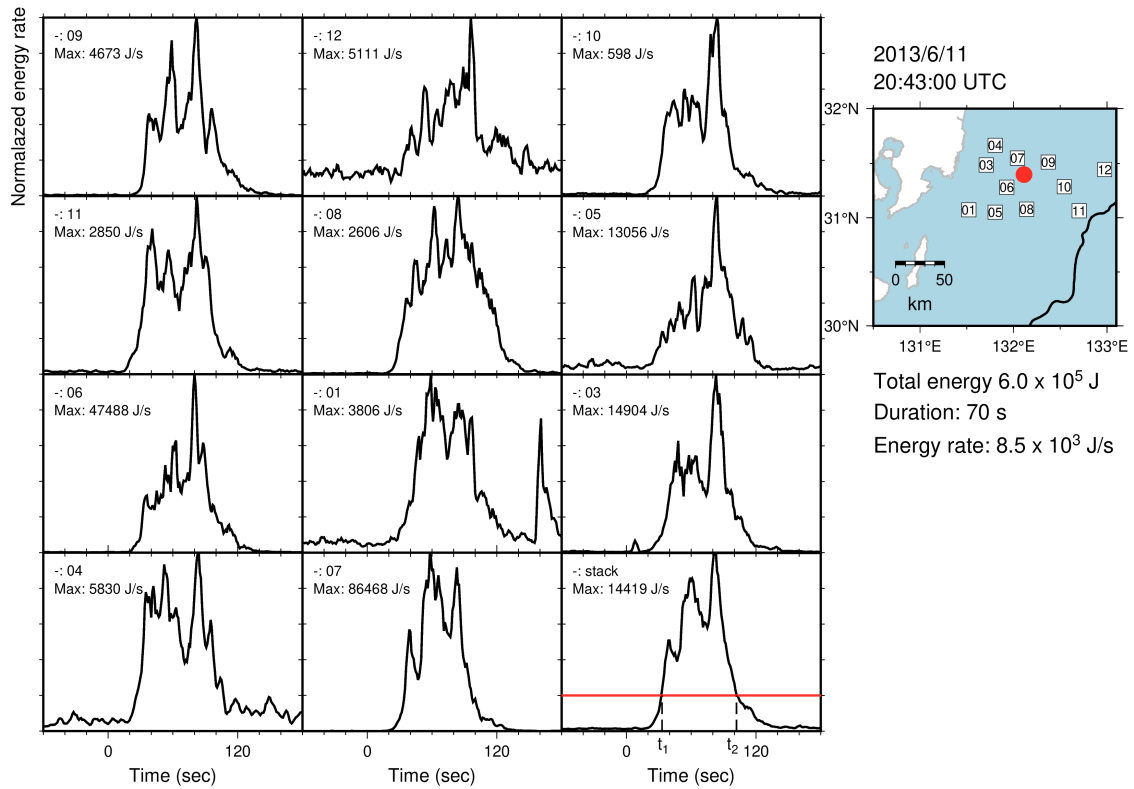 Normalazed energy rate
-: 09
Max: 4673 J/s
-: 12
Max: 5111 J/s
-: 10
Max: 598 J/s
-: 11
Max: 2850 J/s
-: 08
Max: 2606 J/s
-: 05
Max: 13056 J/s
-: 06
Max: 47488 J/s
-: 01
Max: 3806 J/s
-: 03
Max: 14904 J/s
-: 04
Max: 5830 J/s
-: 07
Max: 86468 J/s
-: stack
Max: 14419 J/s
t1 t2
0 120 0 120 0 120
Time (sec) Time (sec) Time (sec)
2013/6/11
20:43:00 UTC
32°N
04
07
03 09
12
06 10
01 05 08 11
31°N
0 50
km
30°N
131°E 132°E 133°E
Total energy 6.0 x 10⁵ J
Duration: 70 s
Energy rate: 8.5 x 10³ J/s